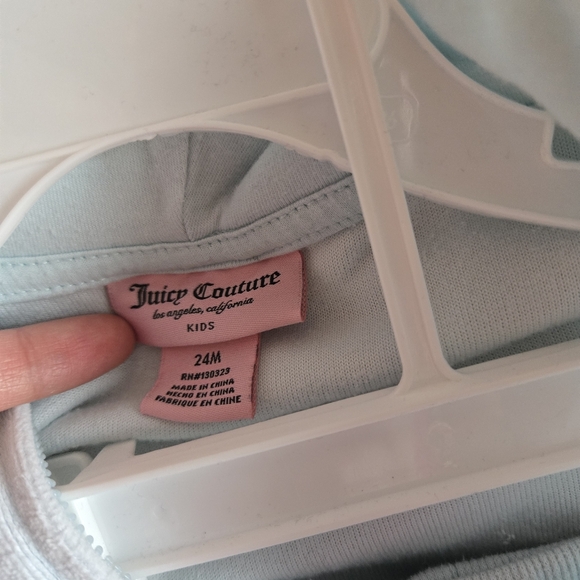 Juicy Couture
los angeles, california
KIDS
24M
RN#130323
MADE IN CHINA
HECHO EN CHINA
FABRIQUE EN CHINE